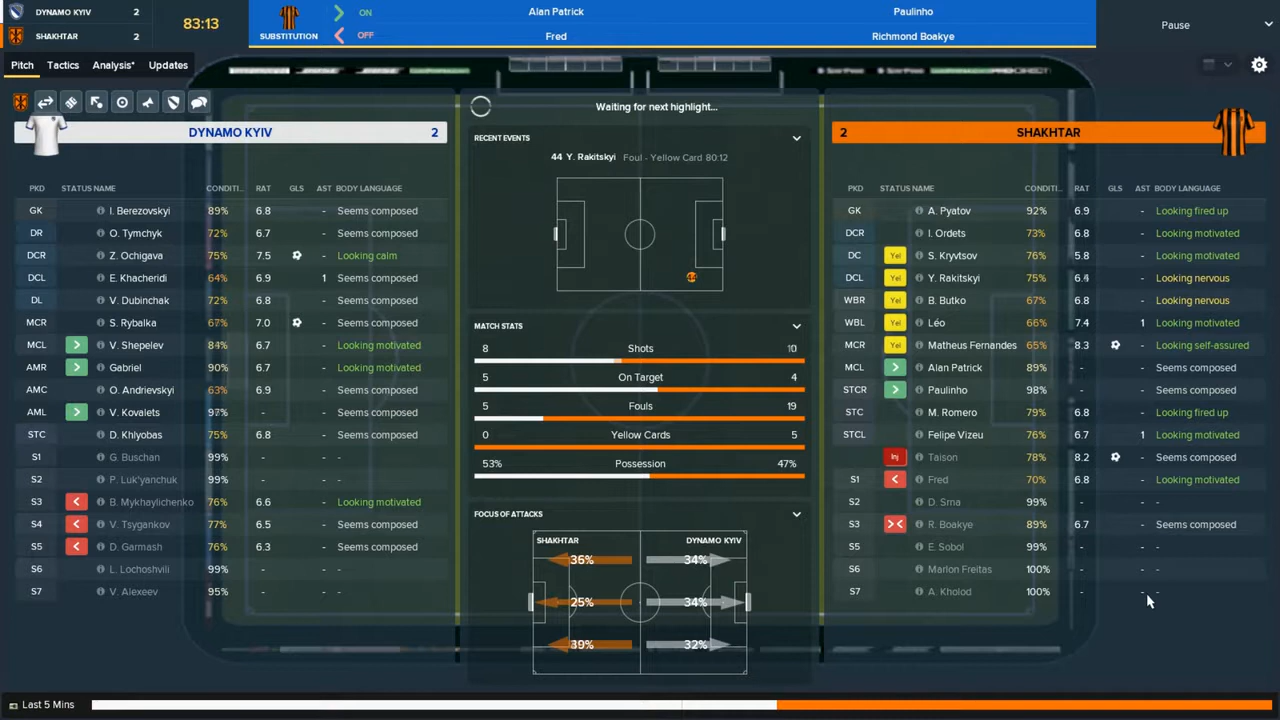 DYNAMO KYIV 2
SHAKHTAR 2
83:13
SUBSTITUTION
ON Alan Patrick Paulinho
OFF Fred Richmond Boakye
Pause
Pitch Tactics Analysis* Updates
DYNAMO KYIV 2
PKD STATUS NAME CONDITI... RAT GLS AST BODY LANGUAGE
GK I. Berezovskyi 89% 6.8 - Seems composed
DR O. Tymchyk 72% 6.7 - Seems composed
DCR Z. Ochigava 75% 7.5 - Looking calm
DCL E. Khacheridi 64% 6.9 1 Seems composed
DL V. Dubinchak 72% 6.8 - Seems composed
MCR S. Rybalka 67% 7.0 - Seems composed
MCL V. Shepelev 84% 6.7 - Looking motivated
AMR Gabriel 90% 6.7 - Looking motivated
AMC O. Andrievskyi 63% 6.9 - Seems composed
AML V. Kovalets 97% - - Seems composed
STC D. Khlyobas 75% 6.8 - Seems composed
S1 G. Buschan 99% - - -
S2 P. Luk'yanchuk 99% - - -
S3 B. Mykhaylichenko 76% 6.6 - Looking motivated
S4 V. Tsygankov 77% 6.5 - Seems composed
S5 D. Garmash 76% 6.3 - Seems composed
S6 L. Lochoshvili 99% - - -
S7 V. Alexeev 95% - - -
Waiting for next highlight...
RECENT EVENTS
44 Y. Rakitskyi Foul - Yellow Card 80:12
44
MATCH STATS
8 Shots 10
5 On Target 4
5 Fouls 19
0 Yellow Cards 5
53% Possession 47%
FOCUS OF ATTACKS
SHAKHTAR DYNAMO KYIV
36% 34%
25% 34%
39% 32%
2 SHAKHTAR
PKD STATUS NAME CONDITI... RAT GLS AST BODY LANGUAGE
GK A. Pyatov 92% 6.9 - Looking fired up
DCR I. Ordets 73% 6.8 - Looking motivated
DC Yel S. Kryvtsov 76% 5.8 - Looking motivated
DCL Yel Y. Rakitskyi 75% 6.4 - Looking nervous
WBR Yel B. Butko 67% 6.8 - Looking nervous
WBL Yel Léo 66% 7.4 1 Looking motivated
MCR Yel Matheus Fernandes 65% 8.3 - Looking self-assured
MCL Alan Patrick 89% - - Seems composed
STCR Paulinho 98% - - Seems composed
STC M. Romero 79% 6.8 - Looking fired up
STCL Felipe Vizeu 76% 6.7 1 Looking motivated
Inj Taison 78% 8.2 - Seems composed
S1 Fred 70% 6.8 - Looking motivated
S2 D. Srna 99% - - -
S3 R. Boakye 89% 6.7 - Seems composed
S5 E. Sobol 99% - - -
S6 Marlon Freitas 100% - - -
S7 A. Kholod 100% - - -
Last 5 Mins